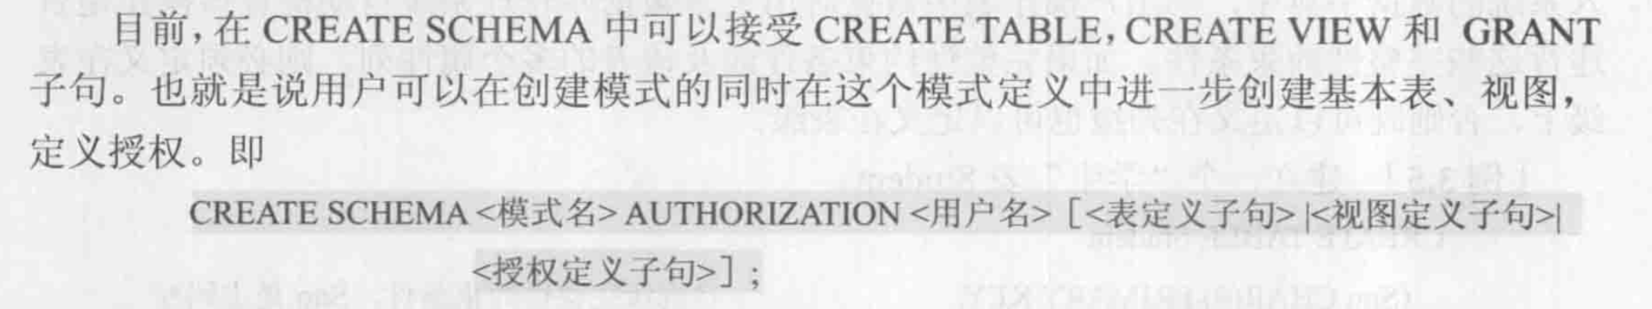 目前，在 CREATE SCHEMA 中可以接受 CREATE TABLE，CREATE VIEW 和 GRANT
子句。也就是说用户可以在创建模式的同时在这个模式定义中进一步创建基本表、视图，
定义授权。即
CREATE SCHEMA <模式名> AUTHORIZATION <用户名> [<表定义子句>|<视图定义子句>|
<授权定义子句>]；